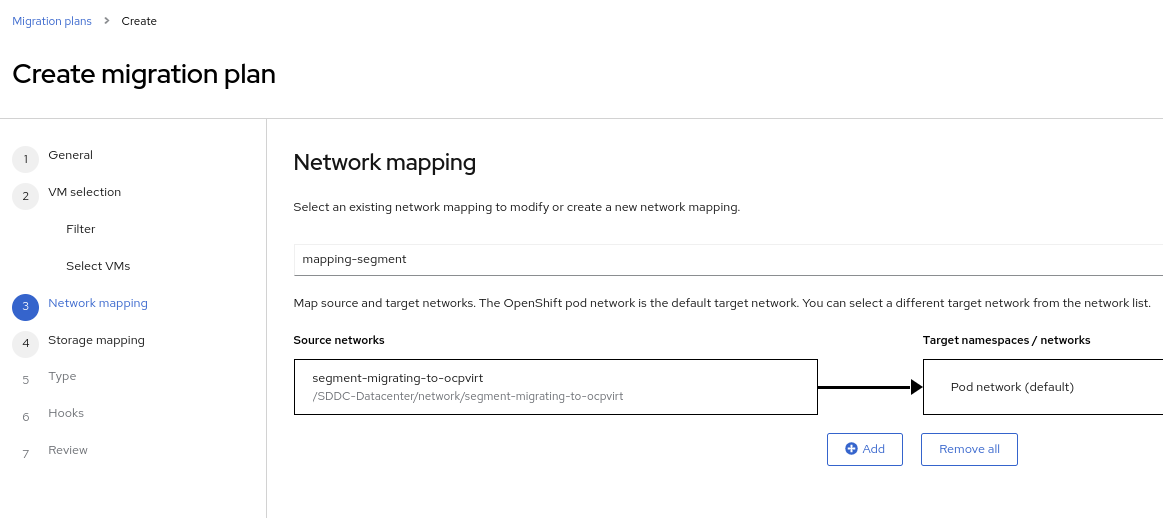 Migration plans > Create
Create migration plan
1 General
2 VM selection
Filter
Select VMs
3 Network mapping
4 Storage mapping
5 Type
6 Hooks
7 Review
Network mapping
Select an existing network mapping to modify or create a new network mapping.
mapping-segment
Map source and target networks. The OpenShift pod network is the default target network. You can select a different target network from the network list.
Source networks
Target namespaces / networks
segment-migrating-to-ocpvirt
/SDDC-Datacenter/network/segment-migrating-to-ocpvirt
Pod network (default)
Add
Remove all